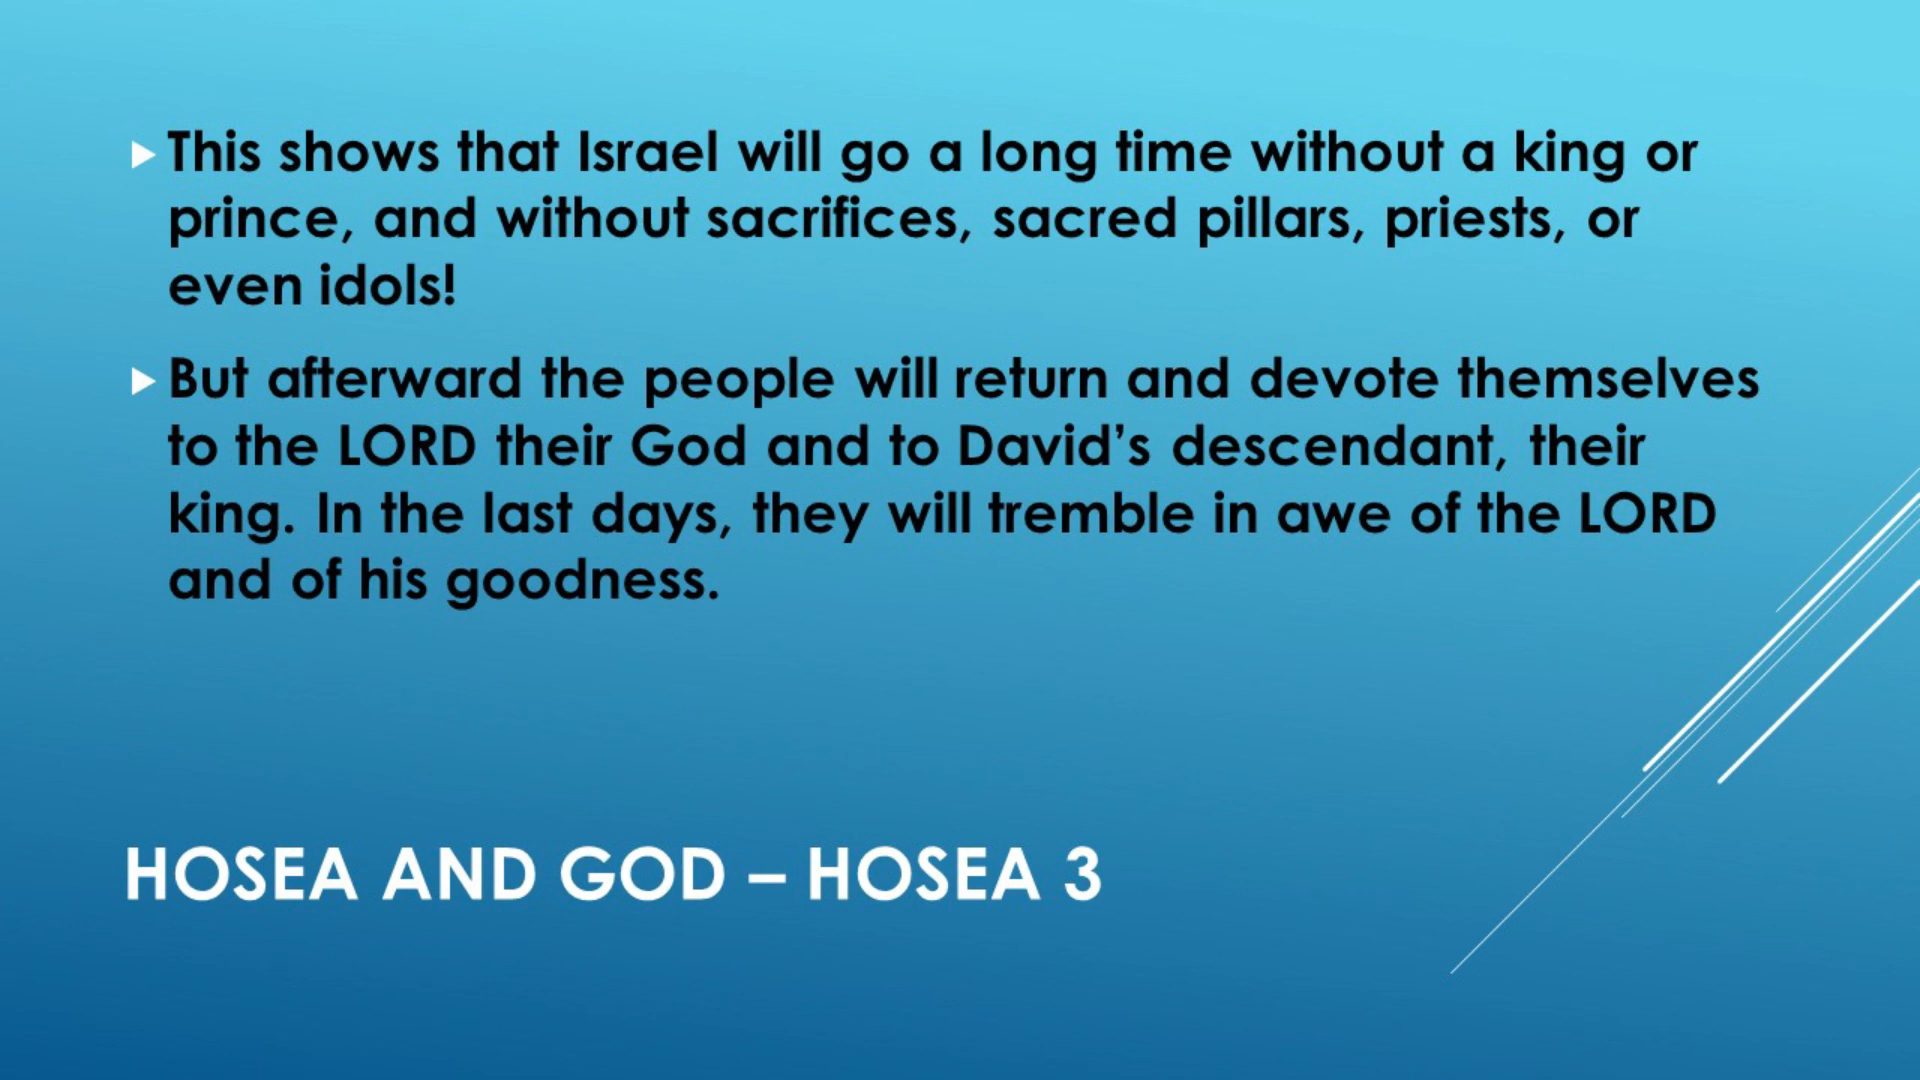 This shows that Israel will go a long time without a king or
prince, and without sacrifices, sacred pillars, priests, or
even idols!
But afterward the people will return and devote themselves
to the LORD their God and to David’s descendant, their
king. In the last days, they will tremble in awe of the LORD
and of his goodness.
HOSEA AND GOD – HOSEA 3